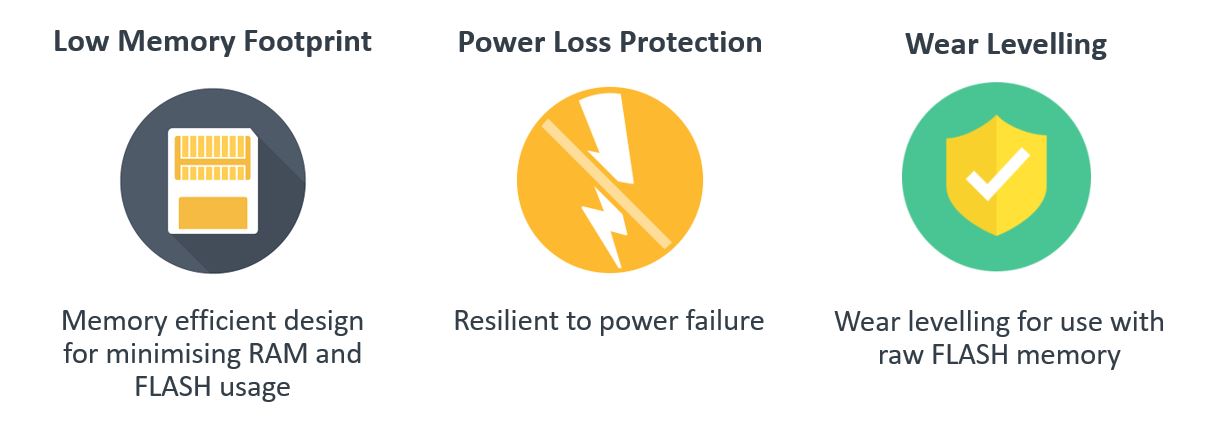 Low Memory Footprint
Memory efficient design
for minimising RAM and
FLASH usage
Power Loss Protection
Resilient to power failure
Wear Levelling
Wear levelling for use with
raw FLASH memory